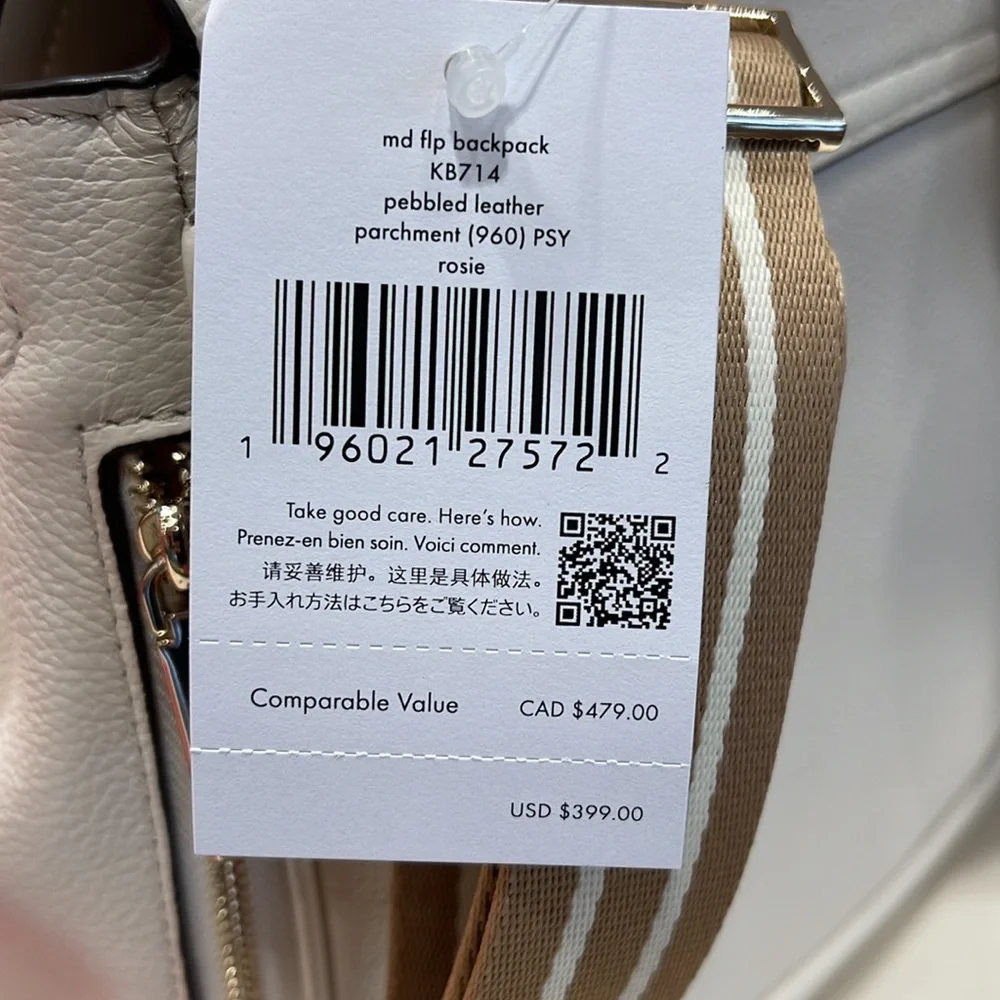 md flp backpack
KB714
pebbled leather
parchment (960) PSY
rosie
1 96021 27572 2
Take good care. Here's how.
Prenez-en bien soin. Voici comment.
请妥善维护。这里是具体做法。
お手入れ方法はこちらをご覧ください。
Comparable Value CAD $479.00
USD $399.00